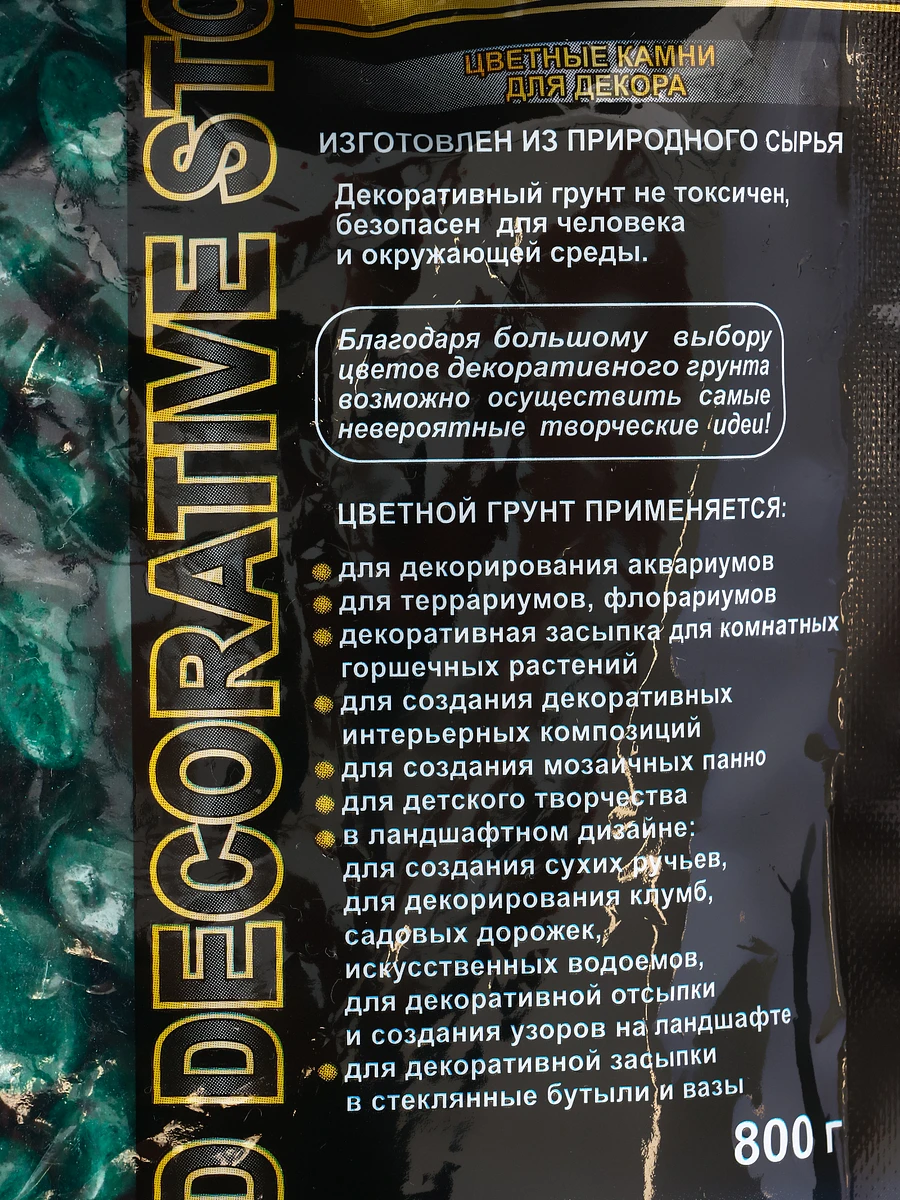 ЦВЕТНЫЕ КАМНИ
ДЛЯ ДЕКОРА
ИЗГОТОВЛЕН ИЗ ПРИРОДНОГО СЫРЬЯ
Декоративный грунт не токсичен,
безопасен для человека
и окружающей среды.
Благодаря большому выбору
цветов декоративного грунта
возможно осуществить самые
невероятные творческие идеи!
ЦВЕТНОЙ ГРУНТ ПРИМЕНЯЕТСЯ:
для декорирования аквариумов
для террариумов, флорариумов
декоративная засыпка для комнатных
горшечных растений
для создания декоративных
интерьерных композиций
для создания мозаичных панно
для детского творчества
в ландшафтном дизайне:
для создания сухих ручьев,
для декорирования клумб,
садовых дорожек,
искусственных водоемов,
для декоративной отсыпки
и создания узоров на ландшафте
для декоративной засыпки
в стеклянные бутыли и вазы
800 г
D DECORATIVE STO